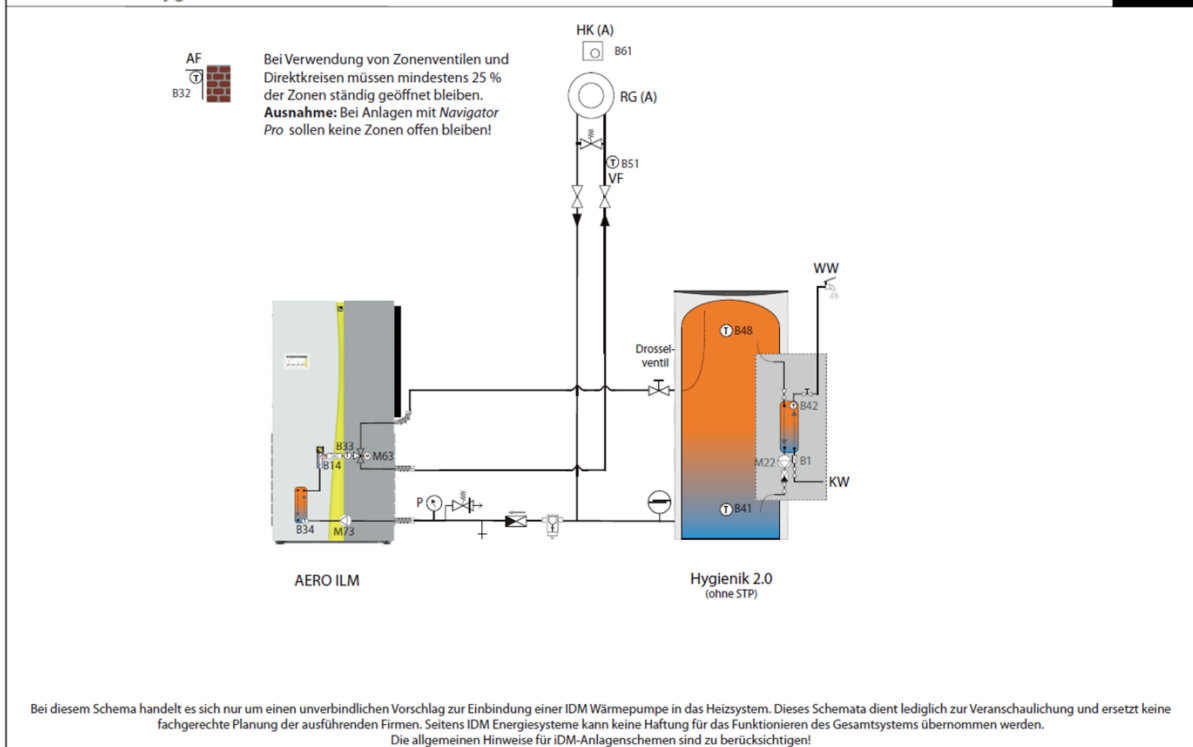 HK (A)
B61
AF
B32
Bei Verwendung von Zonenventilen und
Direktkreisen müssen mindestens 25 %
der Zonen ständig geöffnet bleiben.
Ausnahme: Bei Anlagen mit Navigator
Pro sollen keine Zonen offen bleiben!
RG (A)
T B51
VF
WW
T B48
Drossel-
ventil
B42
B33
M63
B14
M22
B1
KW
P
T B41
B34
M73
AERO ILM
Hygienik 2.0
(ohne STP)
Bei diesem Schema handelt es sich nur um einen unverbindlichen Vorschlag zur Einbindung einer IDM Wärmepumpe in das Heizsystem. Dieses Schemata dient lediglich zur Veranschaulichung und ersetzt keine
fachgerechte Planung der ausführenden Firmen. Seitens IDM Energiesysteme kann keine Haftung für das Funktionieren des Gesamtsystems übernommen werden.
Die allgemeinen Hinweise für iDM-Anlagenschemen sind zu berücksichtigen!